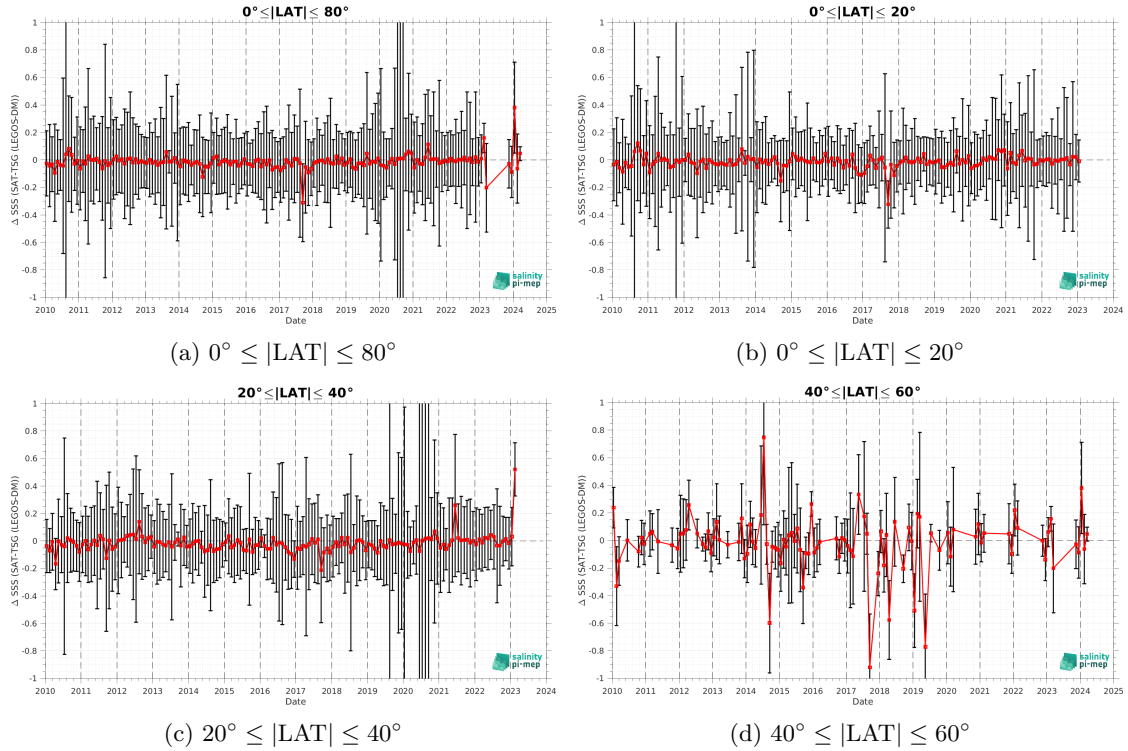 0°≤|LAT|≤ 80°
1
0.8
0.6
0.4
0.2
0
-0.2
-0.4
-0.6
-0.8
-1
Δ SSS (SAT-TSG (LEGOS-DM))
2010 2011 2012 2013 2014 2015 2016 2017 2018 2019 2020 2021 2022 2023 2024 2025
Date
salinity
pi-mep
(a) 0° ≤ |LAT| ≤ 80°
0°≤|LAT|≤ 20°
1
0.8
0.6
0.4
0.2
0
-0.2
-0.4
-0.6
-0.8
-1
Δ SSS (SAT-TSG (LEGOS-DM))
2010 2011 2012 2013 2014 2015 2016 2017 2018 2019 2020 2021 2022 2023 2024
Date
salinity
pi-mep
(b) 0° ≤ |LAT| ≤ 20°
20°≤|LAT|≤ 40°
1
0.8
0.6
0.4
0.2
0
-0.2
-0.4
-0.6
-0.8
-1
Δ SSS (SAT-TSG (LEGOS-DM))
2010 2011 2012 2013 2014 2015 2016 2017 2018 2019 2020 2021 2022 2023 2024
Date
salinity
pi-mep
(c) 20° ≤ |LAT| ≤ 40°
40°≤|LAT|≤ 60°
1
0.8
0.6
0.4
0.2
0
-0.2
-0.4
-0.6
-0.8
-1
Δ SSS (SAT-TSG (LEGOS-DM))
2010 2011 2012 2013 2014 2015 2016 2017 2018 2019 2020 2021 2022 2023 2024 2025
Date
salinity
pi-mep
(d) 40° ≤ |LAT| ≤ 60°